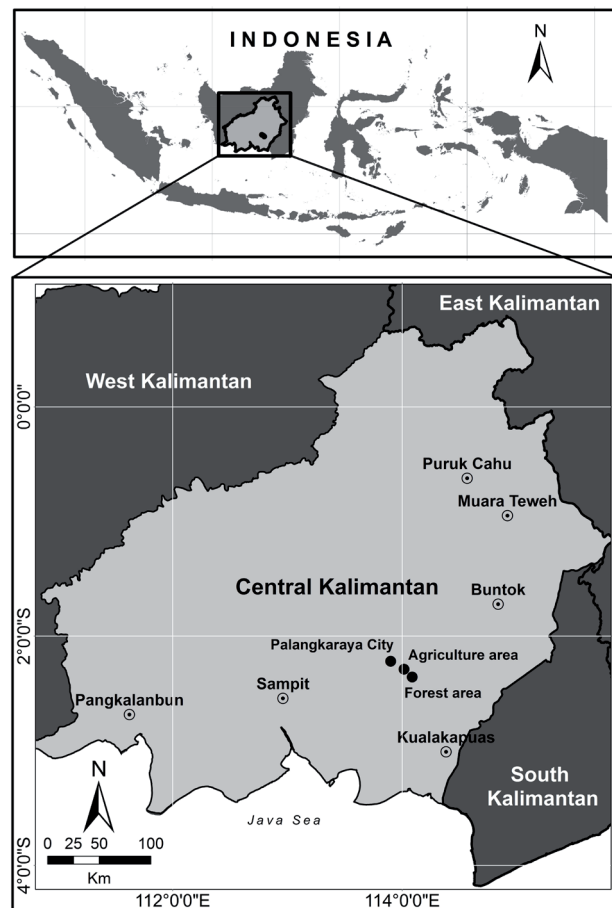 INDONESIA
N
East Kalimantan
West Kalimantan
0°0'0"
Puruk Cahu
Muara Teweh
Central Kalimantan
Buntok
2°0'0"S
Palangkaraya City
Agriculture area
Forest area
Sampit
Pangkalanbun
Kualakapuas
South
Kalimantan
N
Java Sea
0 25 50 100
Km
4°0'0"S
112°0'0"E
114°0'0"E